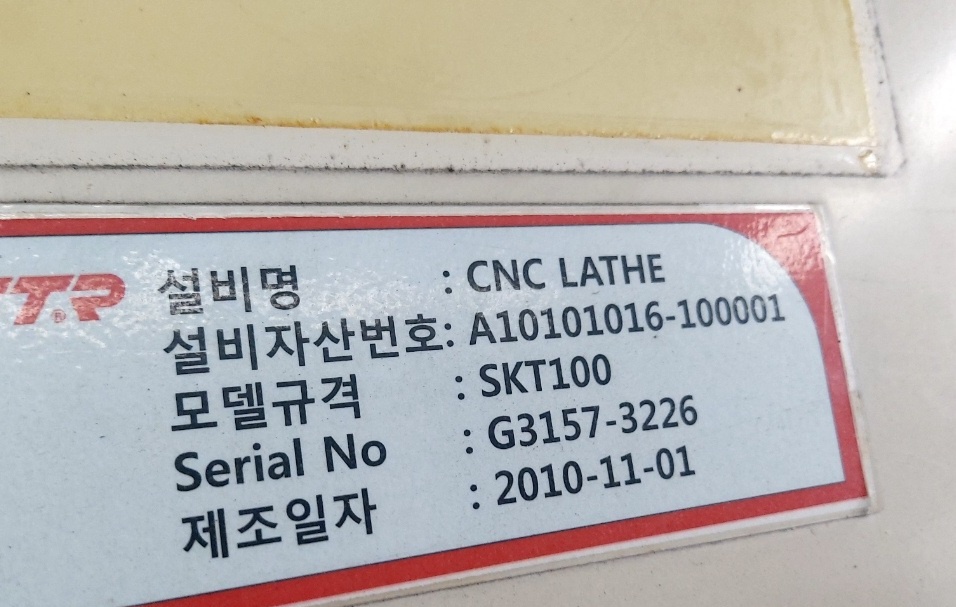 설비명 : CNC LATHE
설비자산번호: A10101016-100001
모델규격 : SKT100
Serial No : G3157-3226
제조일자 : 2010-11-01